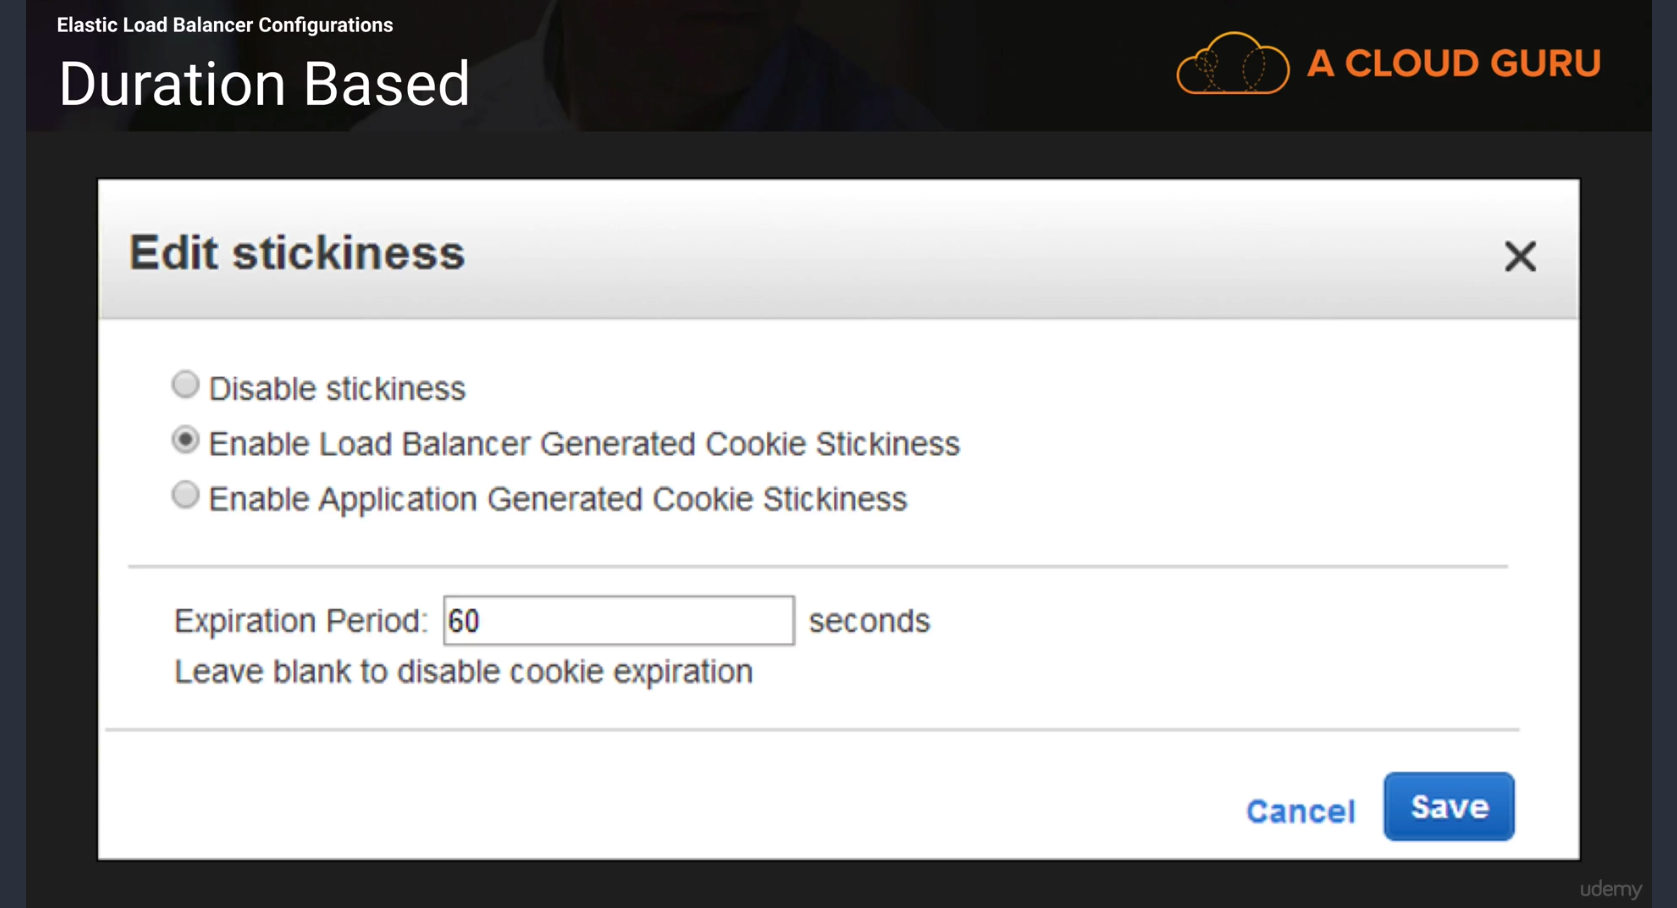 Elastic Load Balancer Configurations
Duration Based
A CLOUD GURU
Edit stickiness
Disable stickiness
Enable Load Balancer Generated Cookie Stickiness
Enable Application Generated Cookie Stickiness
Expiration Period: 60 seconds
Leave blank to disable cookie expiration
Cancel Save
udemy